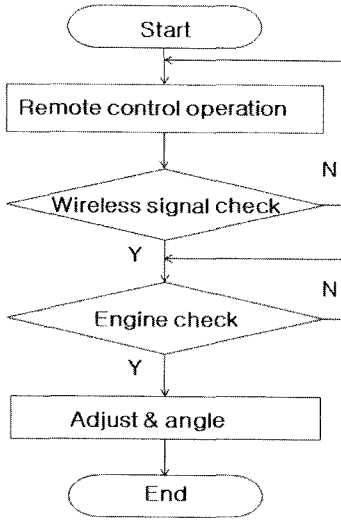 Start
Remote control operation
N
Wireless signal check
Y
N
Engine check
Y
Adjust & angle
End